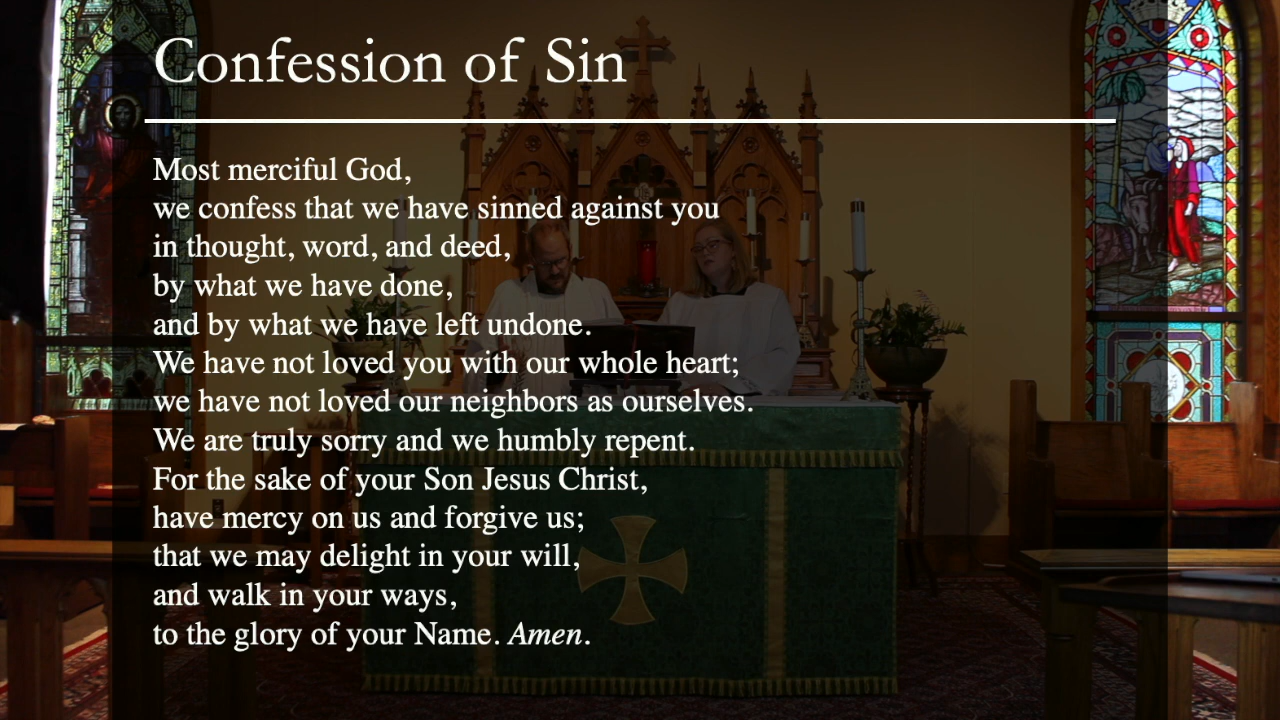 Confession of Sin
Most merciful God,
we confess that we have sinned against you
in thought, word, and deed,
by what we have done,
and by what we have left undone.
We have not loved you with our whole heart;
we have not loved our neighbors as ourselves.
We are truly sorry and we humbly repent.
For the sake of your Son Jesus Christ,
have mercy on us and forgive us;
that we may delight in your will,
and walk in your ways,
to the glory of your Name. Amen.